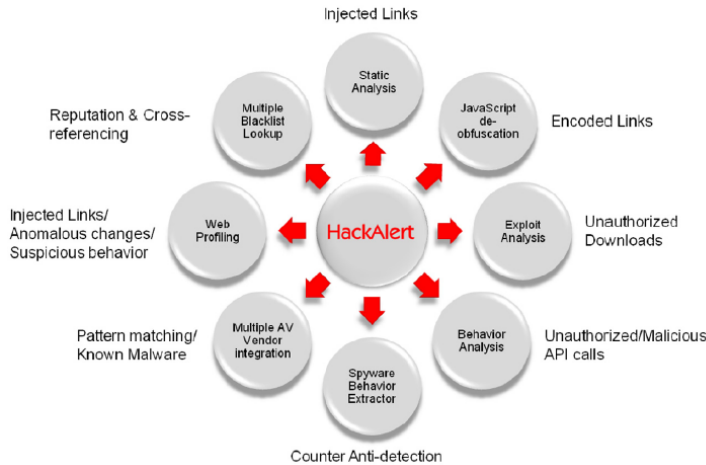 Injected Links
Static
Analysis
Reputation & Cross-
referencing
Multiple
Blacklist
Lookup
JavaScript
de-
obfuscation
Encoded Links
Injected Links/
Anomalous changes/
Suspicious behavior
Web
Profiling
HackAlert
Exploit
Analysis
Unauthorized
Downloads
Pattern matching/
Known Malware
Multiple AV
Vendor
integration
Behavior
Analysis
Unauthorized/Malicious
API calls
Spyware
Behavior
Extractor
Counter Anti-detection